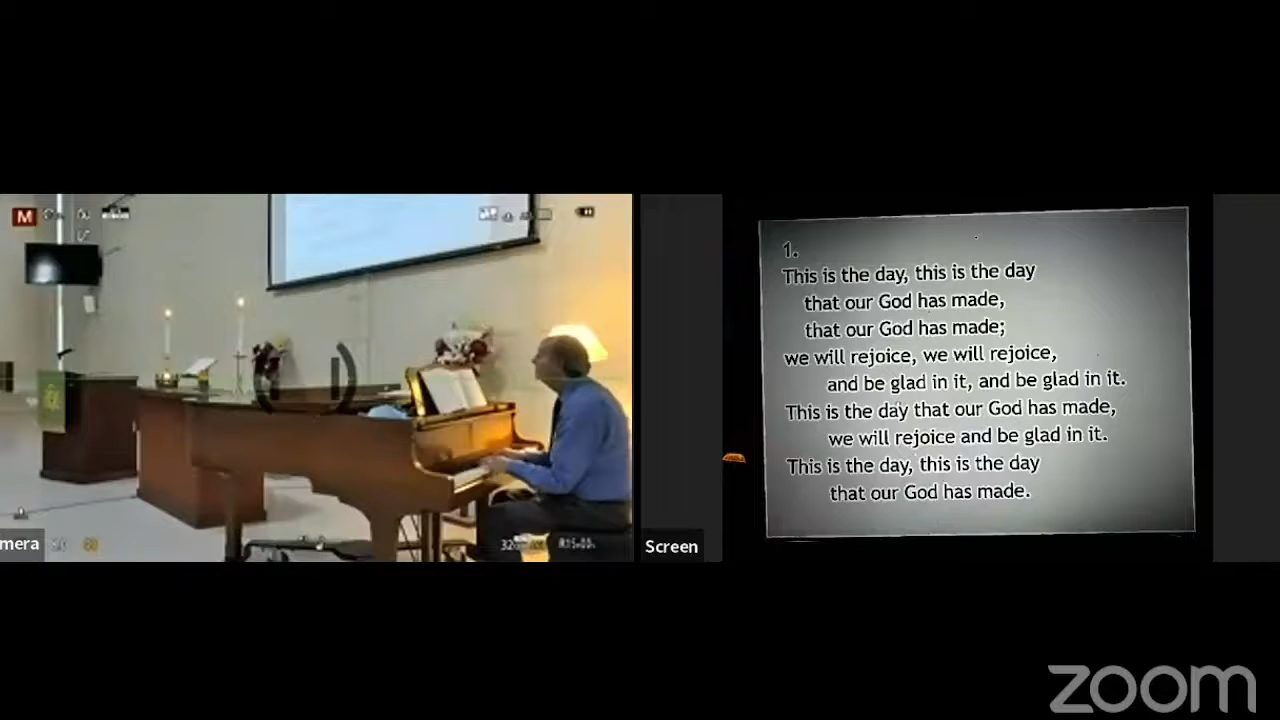 M
mera
1.
This is the day, this is the day
that our God has made,
that our God has made;
we will rejoice, we will rejoice,
and be glad in it, and be glad in it.
This is the day that our God has made,
we will rejoice and be glad in it.
This is the day, this is the day
that our God has made.
Screen
zoom